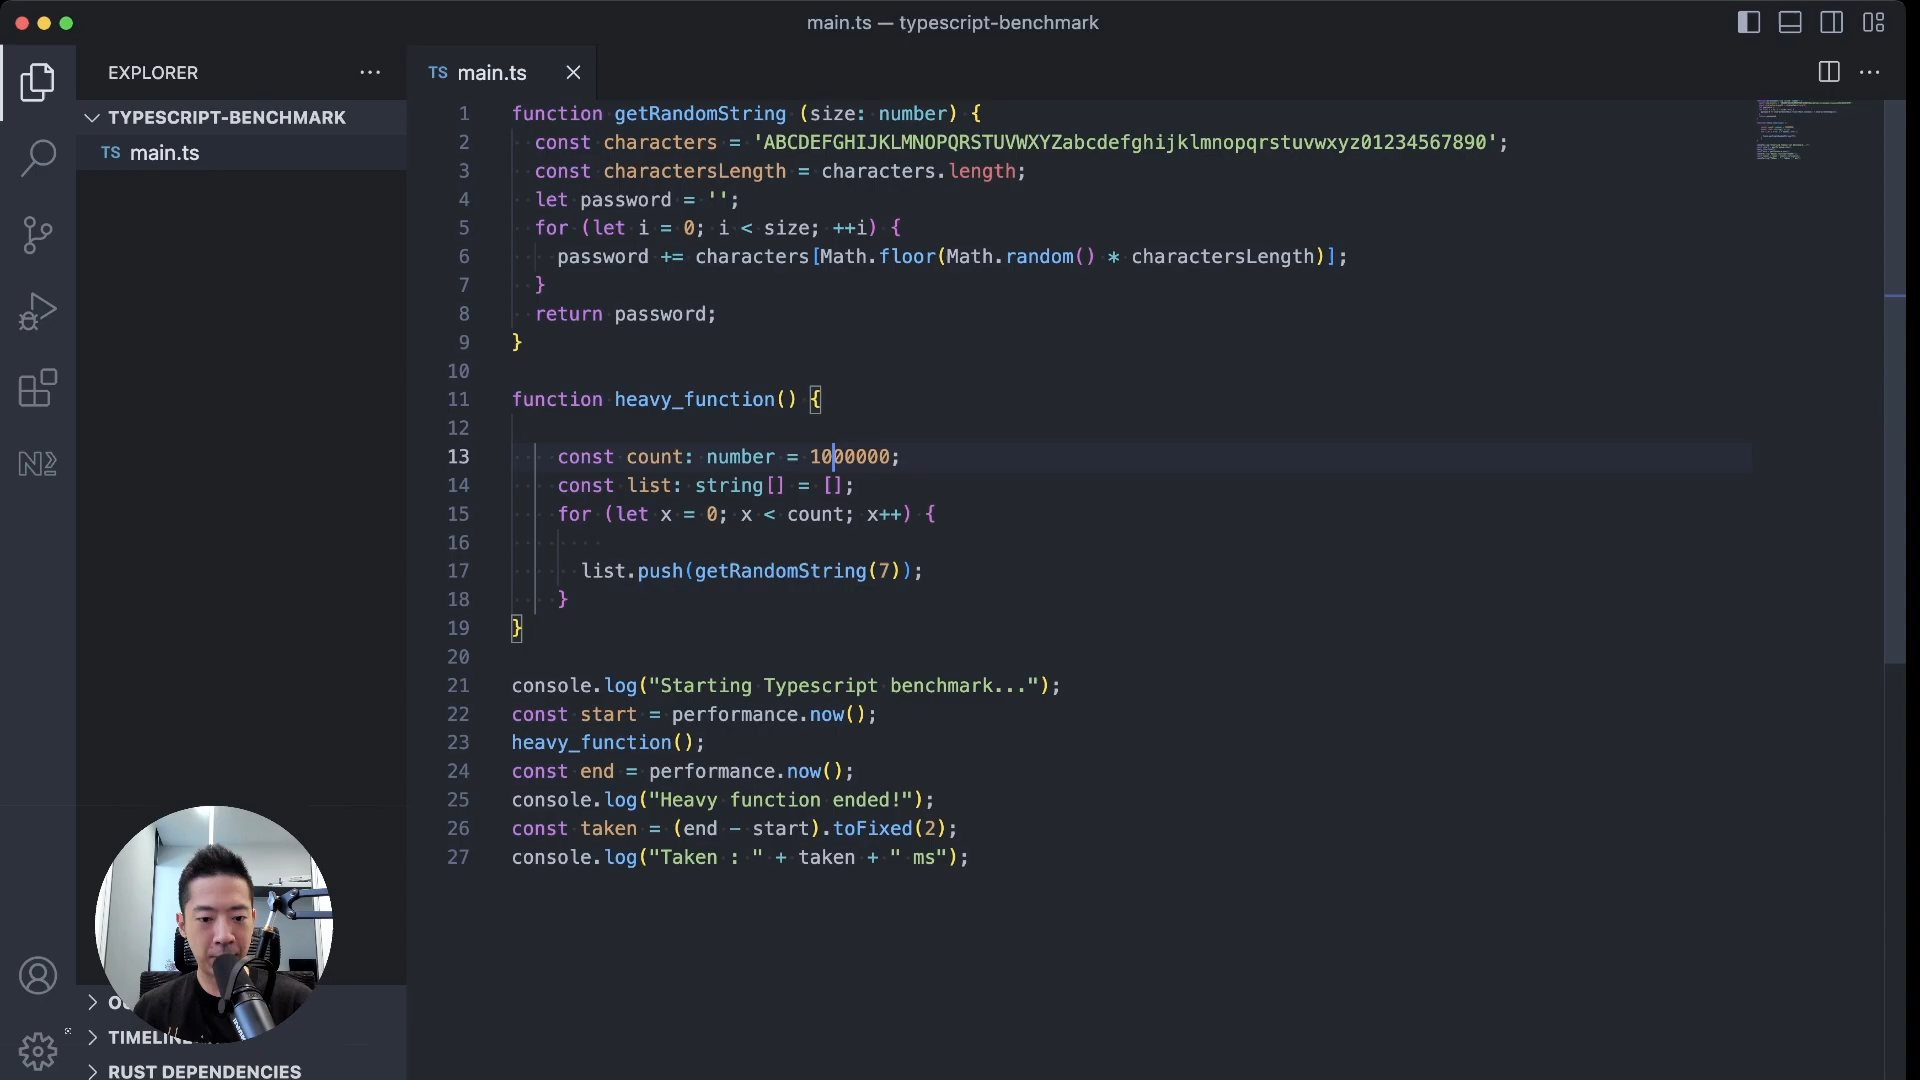 main.ts — typescript-benchmark
EXPLORER
TS main.ts
TYPESCRIPT-BENCHMARK
TS main.ts
1 function getRandomString (size: number) {
2 const characters = 'ABCDEFGHIJKLMNOPQRSTUVWXYZabcdefghijklmnopqrstuvwxyz01234567890';
3 const charactersLength = characters.length;
4 let password = '';
5 for (let i = 0; i < size; ++i) {
6 password += characters[Math.floor(Math.random() * charactersLength)];
7 }
8 return password;
9 }
10
11 function heavy_function() {
12
13 const count: number = 1000000;
14 const list: string[] = [];
15 for (let x = 0; x < count; x++) {
16
17 list.push(getRandomString(7));
18 }
19 }
20
21 console.log("Starting Typescript benchmark...");
22 const start = performance.now();
23 heavy_function();
24 const end = performance.now();
25 console.log("Heavy function ended!");
26 const taken = (end - start).toFixed(2);
27 console.log("Taken : " + taken + " ms");
TIMELINE
RUST DEPENDENCIES